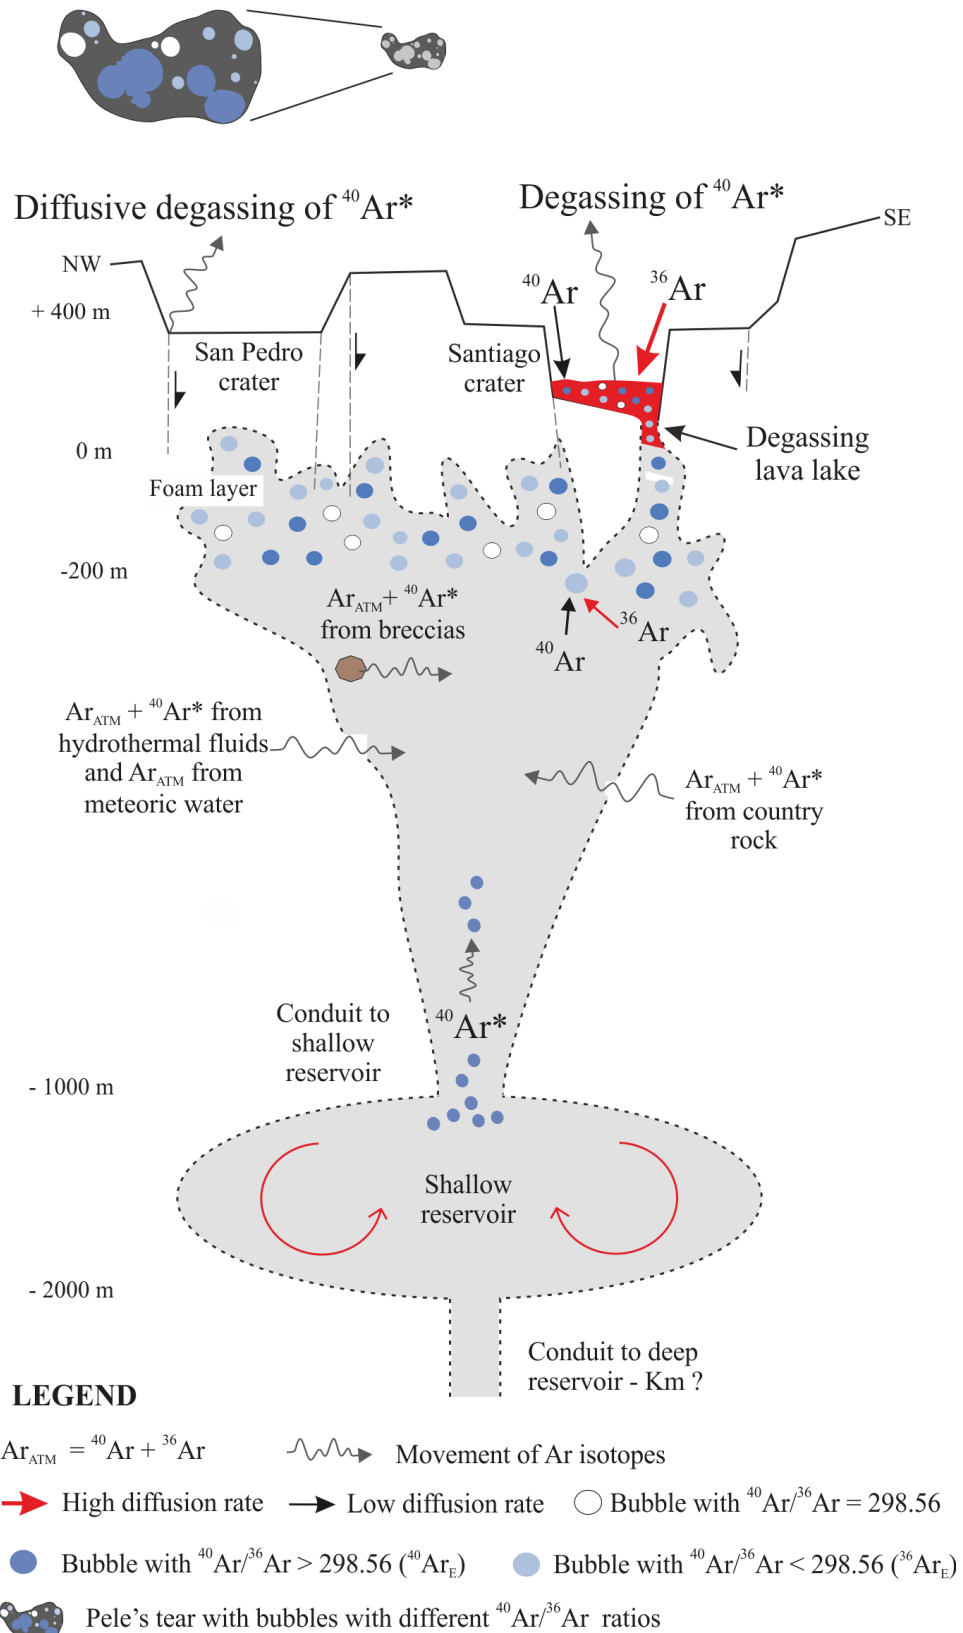 Diffusive degassing of ⁴⁰Ar*
Degassing of ⁴⁰Ar*
SE
NW
+ 400 m
⁴⁰Ar
³⁶Ar
San Pedro
crater
Santiago
crater
0 m
Degassing
lava lake
Foam layer
-200 m
ArATM+ ⁴⁰Ar*
from breccias
³⁶Ar
⁴⁰Ar
ArATM + ⁴⁰Ar* from
hydrothermal fluids
and ArATM from
meteoric water
ArATM + ⁴⁰Ar*
from country
rock
Conduit to
shallow
reservoir
⁴⁰Ar*
- 1000 m
Shallow
reservoir
- 2000 m
Conduit to deep
reservoir - Km ?
LEGEND
ArATM = ⁴⁰Ar + ³⁶Ar
Movement of Ar isotopes
High diffusion rate
Low diffusion rate
Bubble with ⁴⁰Ar/³⁶Ar = 298.56
Bubble with ⁴⁰Ar/³⁶Ar > 298.56 (⁴⁰ArE)
Bubble with ⁴⁰Ar/³⁶Ar < 298.56 (³⁶ArE)
Pele's tear with bubbles with different ⁴⁰Ar/³⁶Ar ratios